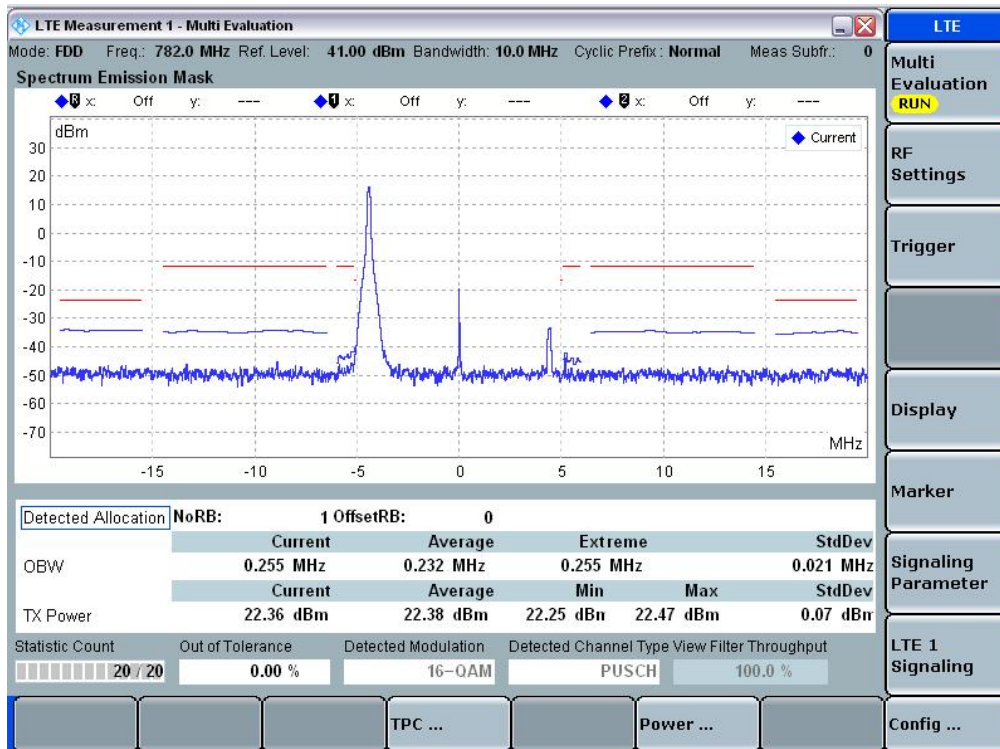 LTE Measurement 1 - Multi Evaluation
LTE
Mode: FDD Freq.: 782.0 MHz Ref. Level: 41.00 dBm Bandwidth: 10.0 MHz Cyclic Prefix: Normal Meas Subfr.: 0
Spectrum Emission Mask
R x: Off y: --- 1 x: Off y: --- 2 x: Off y: ---
dBm
Current
30
20
10
0
-10
-20
-30
-40
-50
-60
-70
MHz
-15 -10 -5 0 5 10 15
Detected Allocation NoRB: 1 OffsetRB: 0
Current Average Extreme StdDev
OBW 0.255 MHz 0.232 MHz 0.255 MHz 0.021 MHz
Current Average Min Max StdDev
TX Power 22.36 dBm 22.38 dBm 22.25 dBm 22.47 dBm 0.07 dBm
Statistic Count Out of Tolerance Detected Modulation Detected Channel Type View Filter Throughput
20 / 20 0.00 % 16-QAM PUSCH 100.0 %
Multi
Evaluation
RUN
RF
Settings
Trigger
Display
Marker
Signaling
Parameter
LTE 1
Signaling
TPC ... Power ... Config ...